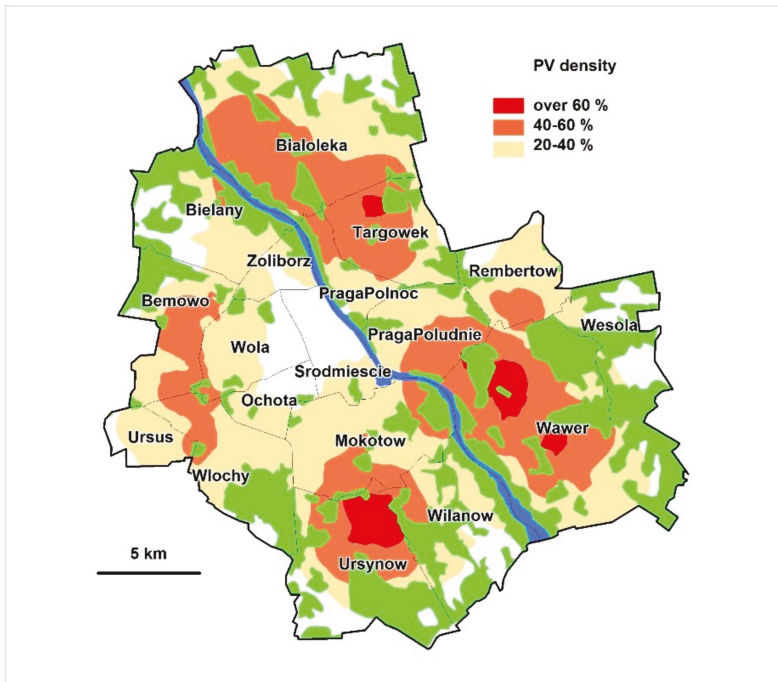 PV density
over 60 %
40-60 %
20-40 %
Bialoleka
Bielany
Targowek
Zoliborz
Rembertow
Bemowo
PragaPolnoc
Wesola
PragaPoludnie
Wola
Srodmiescie
Ochota
Wawer
Ursus
Mokotow
Wlochy
Wilanow
5 km
Ursynow